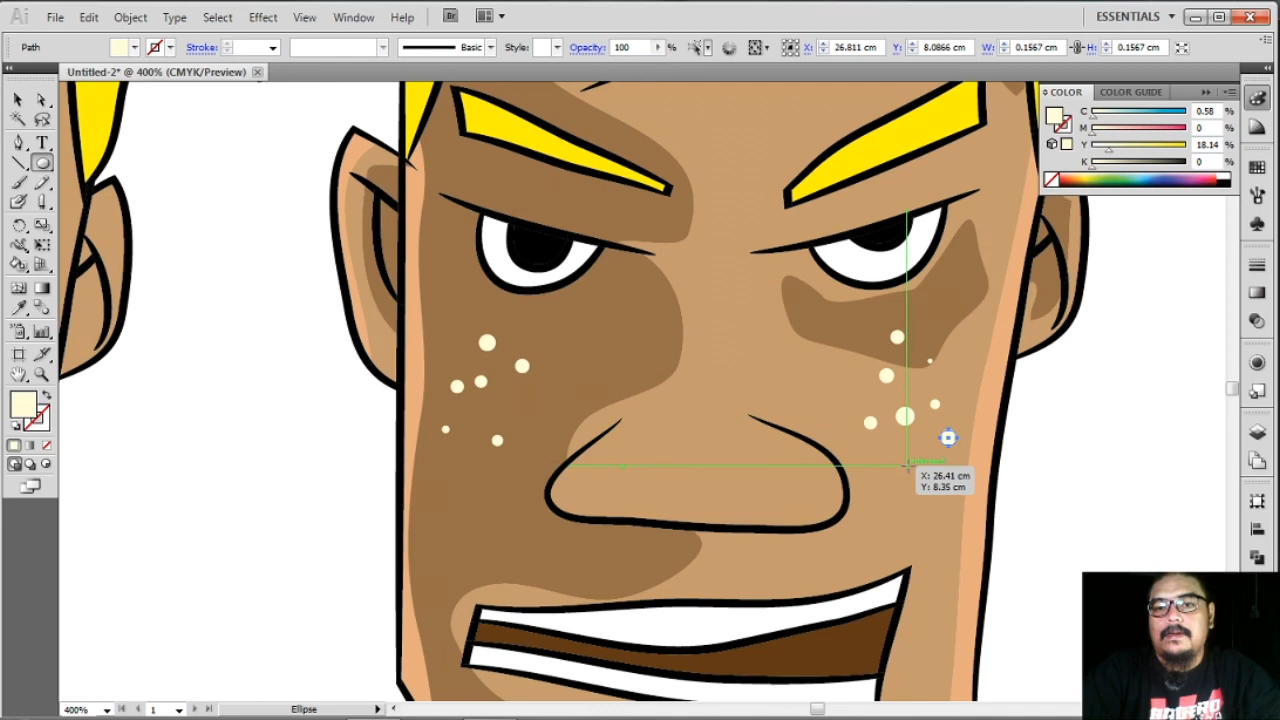 Ai File Edit Object Type Select Effect View Window Help Br ESSENTIALS
Path Stroke: Basic Style: Opacity: 100 % X: 26.811 cm Y: 8.0866 cm W: 0.1567 cm H: 0.1567 cm
Untitled-2* @ 400% (CMYK/Preview)
COLOR COLOR GUIDE
C 0.58 %
M 0 %
Y 18.14 %
K 0 %
X: 26.41 cm
Y: 8.35 cm
400% 1 Ellipse